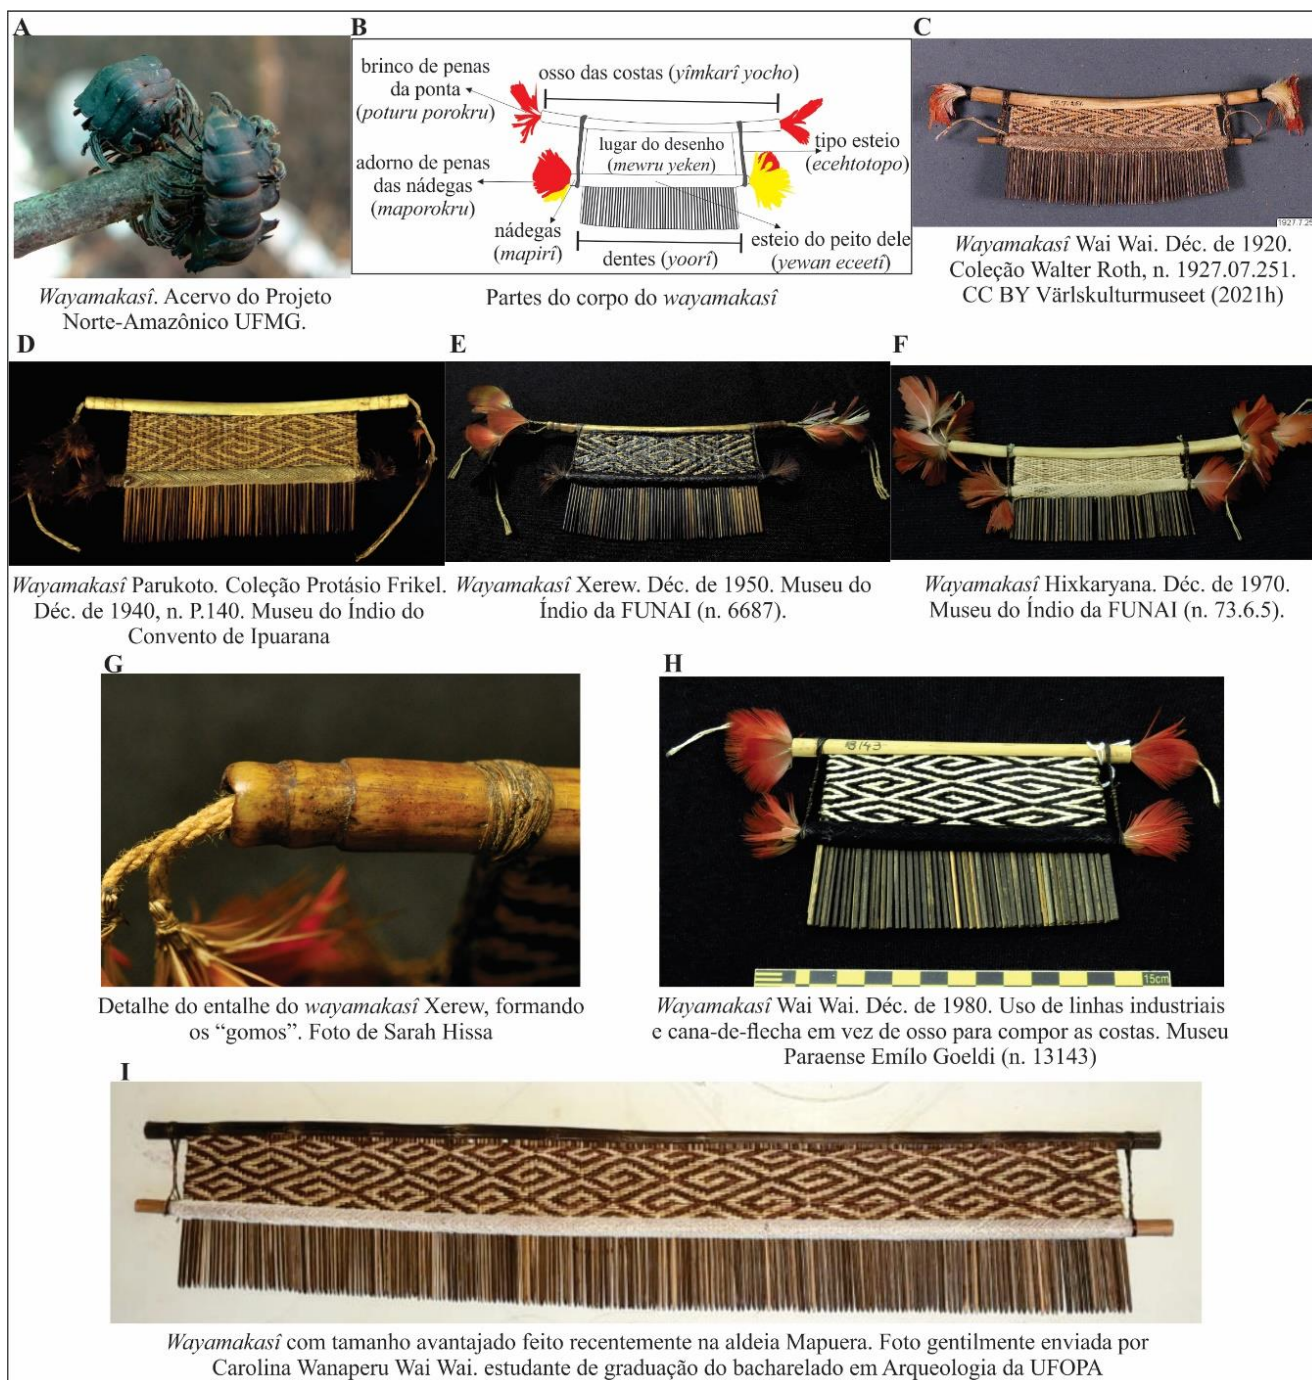 A
B
C
brinco de penas
da ponta
(poturu porokru)
osso das costas (yîmkarî yocho)
adorno de penas
das nádegas
(maporokru)
lugar do desenho
(mewru yeken)
tipo esteio
(ecehtotopo)
nádegas
(mapirî)
dentes (yoorî)
esteio do peito dele
(yewan eceetî)
1927.7.25
Wayamakasî. Acervo do Projeto
Norte-Amazônico UFMG.
Partes do corpo do wayamakasî
Wayamakasî Wai Wai. Déc. de 1920.
Coleção Walter Roth, n. 1927.07.251.
CC BY Värlskulturmuseet (2021h)
D
E
F
Wayamakasî Parukoto. Coleção Protásio Frikel.
Déc. de 1940, n. P.140. Museu do Índio do
Convento de Ipuarana
Wayamakasî Xerew. Déc. de 1950. Museu do
Índio da FUNAI (n. 6687).
Wayamakasî Hixkaryana. Déc. de 1970.
Museu do Índio da FUNAI (n. 73.6.5).
G
H
15cm
Detalhe do entalhe do wayamakasî Xerew, formando
os “gomos”. Foto de Sarah Hissa
Wayamakasî Wai Wai. Déc. de 1980. Uso de linhas industriais
e cana-de-flecha em vez de osso para compor as costas. Museu
Paraense Emílo Goeldi (n. 13143)
I
Wayamakasî com tamanho avantajado feito recentemente na aldeia Mapuera. Foto gentilmente enviada por
Carolina Wanaperu Wai Wai. estudante de graduação do bacharelado em Arqueologia da UFOPA